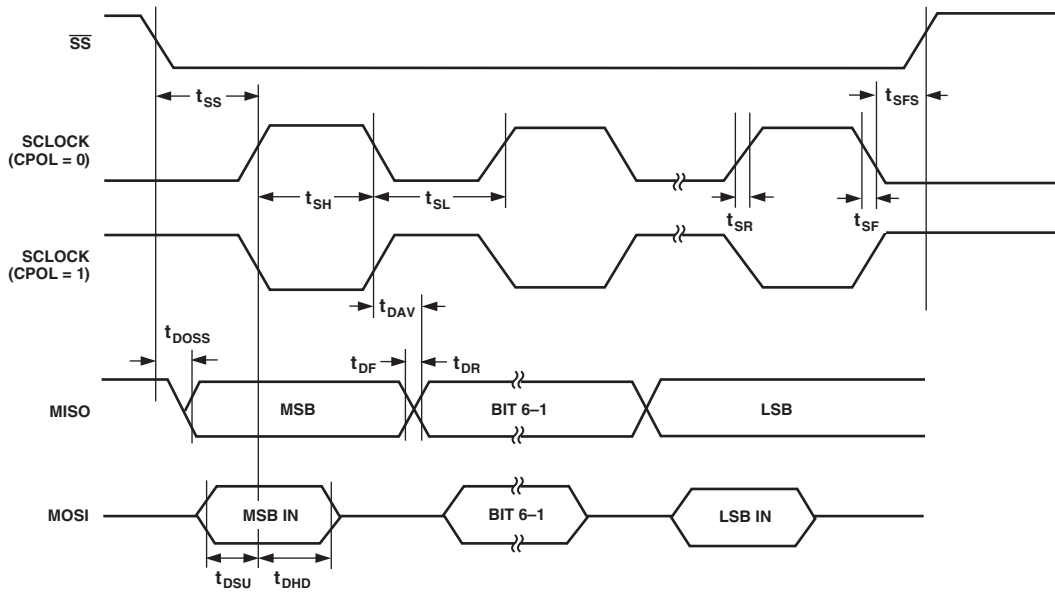 SS
tSS
tSFS
SCLOCK
(CPOL = 0)
tSH
tSL
tSR
tSF
SCLOCK
(CPOL = 1)
tDAV
tDOSS
tDF
tDR
MISO
MSB
BIT 6–1
LSB
MOSI
MSB IN
BIT 6–1
LSB IN
tDSU
tDHD